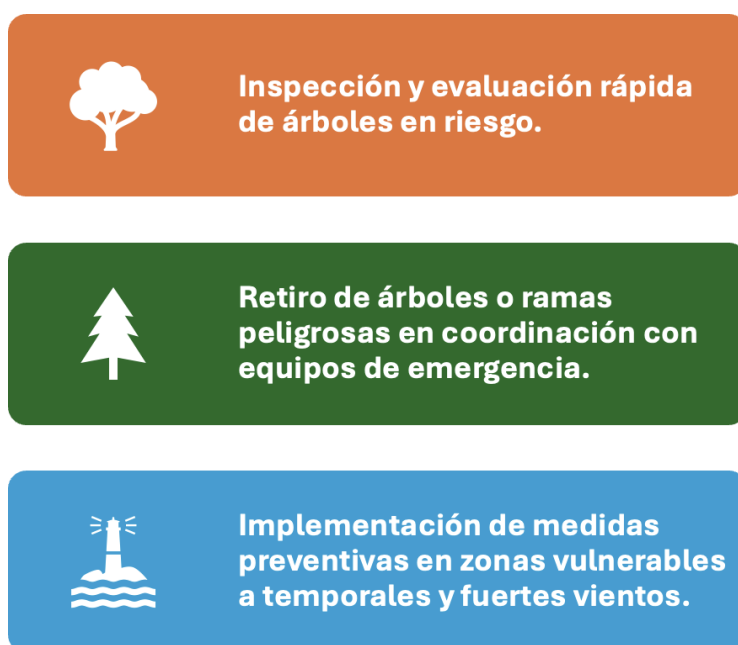 Inspección y evaluación rápida
de árboles en riesgo.
Retiro de árboles o ramas
peligrosas en coordinación con
equipos de emergencia.
Implementación de medidas
preventivas en zonas vulnerables
a temporales y fuertes vientos.